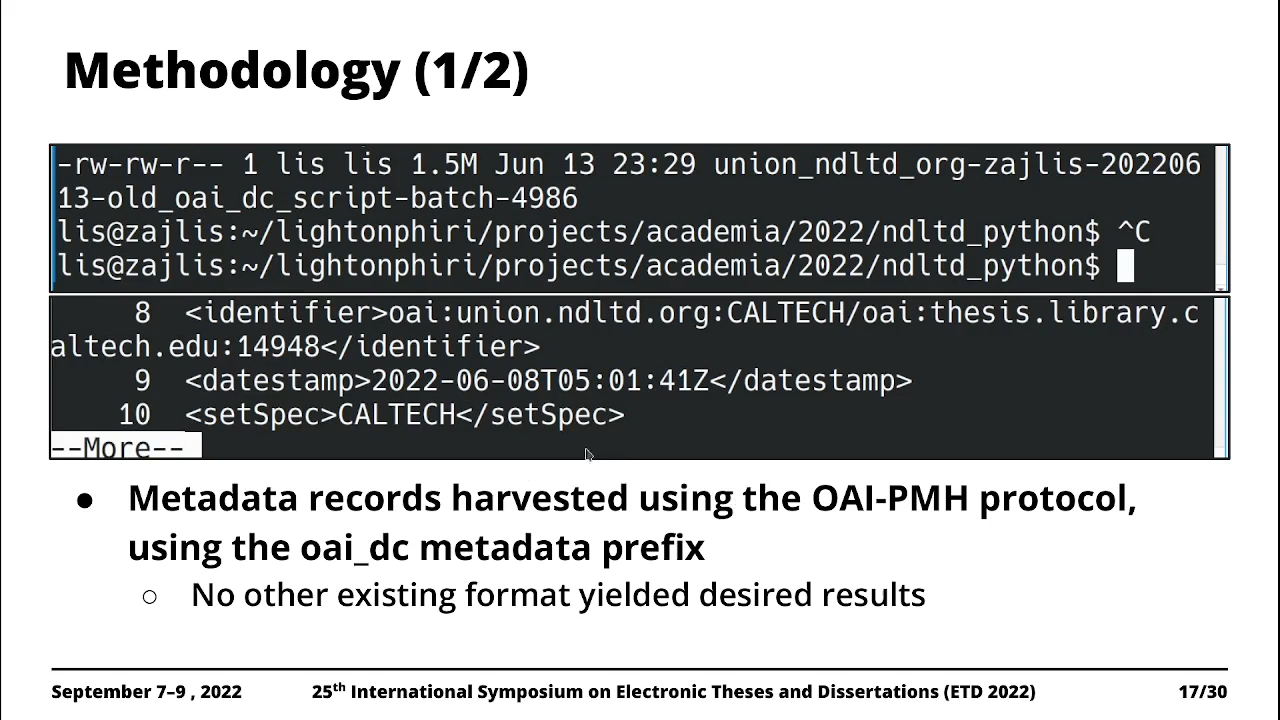 Methodology (1/2)
-rw-rw-r-- 1 lis lis 1.5M Jun 13 23:29 union_ndltd_org-zajlis-202206
13-old_oai_dc_script-batch-4986
lis@zajlis:~/lightonphiri/projects/academia/2022/ndltd_python$ ^C
lis@zajlis:~/lightonphiri/projects/academia/2022/ndltd_python$
8 <identifier>oai:union.ndltd.org:CALTECH/oai:thesis.library.c
altech.edu:14948</identifier>
9 <datestamp>2022-06-08T05:01:41Z</datestamp>
10 <setSpec>CALTECH</setSpec>
--More--
● Metadata records harvested using the OAI-PMH protocol,
using the oai_dc metadata prefix
○ No other existing format yielded desired results
September 7–9 , 2022 25th International Symposium on Electronic Theses and Dissertations (ETD 2022) 17/30